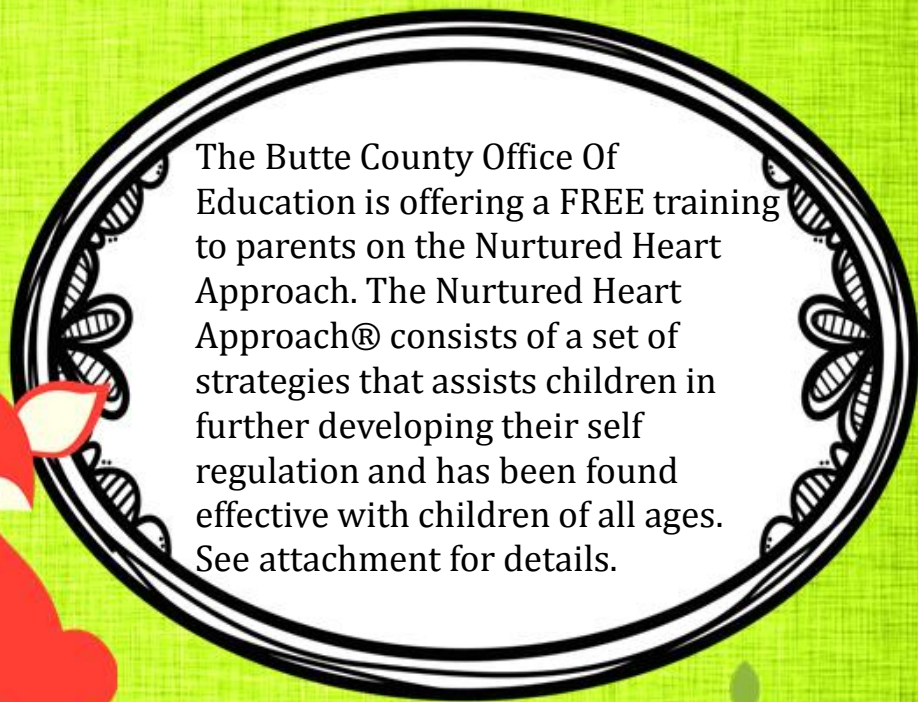 The Butte County Office Of
Education is offering a FREE training
to parents on the Nurtured Heart
Approach. The Nurtured Heart
Approach® consists of a set of
strategies that assists children in
further developing their self
regulation and has been found
effective with children of all ages.
See attachment for details.